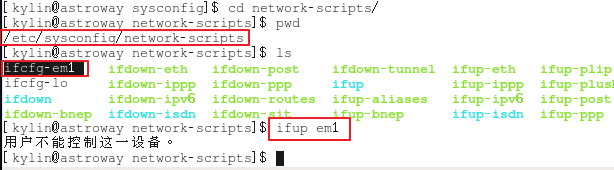 [kylin@astroway sysconfig]$ cd network-scripts/
[kylin@astroway network-scripts]$ pwd
/etc/sysconfig/network-scripts
[kylin@astroway network-scripts]$ ls
ifcfg-em1 ifdown-eth ifdown-post ifdown-tunnel ifup-eth ifup-plip
ifcfg-lo ifdown-ippp ifdown-ppp ifup ifup-ippp ifup-plus
ifdown ifdown-ipv6 ifdown-routes ifup-aliases ifup-ipv6 ifup-post
ifdown-bnep ifdown-isdn ifdown-sit ifup-bnep ifup-isdn ifup-ppp
[kylin@astroway network-scripts]$ ifup em1
用户不能控制这一设备。
[kylin@astroway network-scripts]$